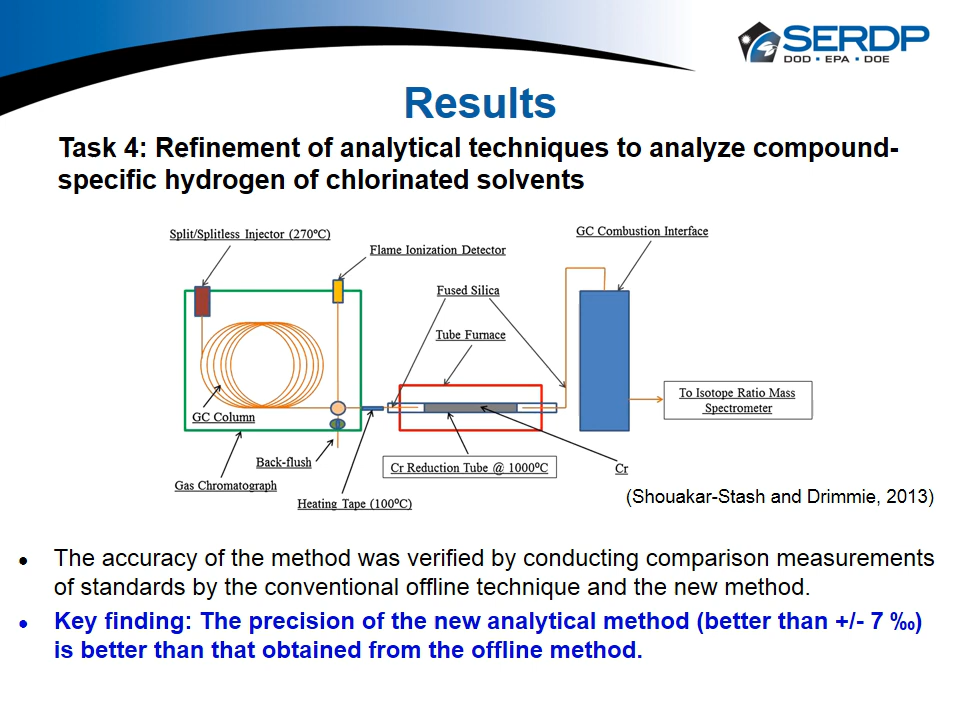 SERDP
DOD • EPA • DOE
Results
Task 4: Refinement of analytical techniques to analyze compound-
specific hydrogen of chlorinated solvents
Split/Splitless Injector (270ºC)
Flame Ionization Detector
GC Combustion Interface
Fused Silica
Tube Furnace
To Isotope Ratio Mass
Spectrometer
GC Column
Back-flush
Cr Reduction Tube @ 1000ºC
Cr
Gas Chromatograph
Heating Tape (100ºC)
(Shouakar-Stash and Drimmie, 2013)
• The accuracy of the method was verified by conducting comparison measurements
of standards by the conventional offline technique and the new method.
• Key finding: The precision of the new analytical method (better than +/- 7 ‰)
is better than that obtained from the offline method.